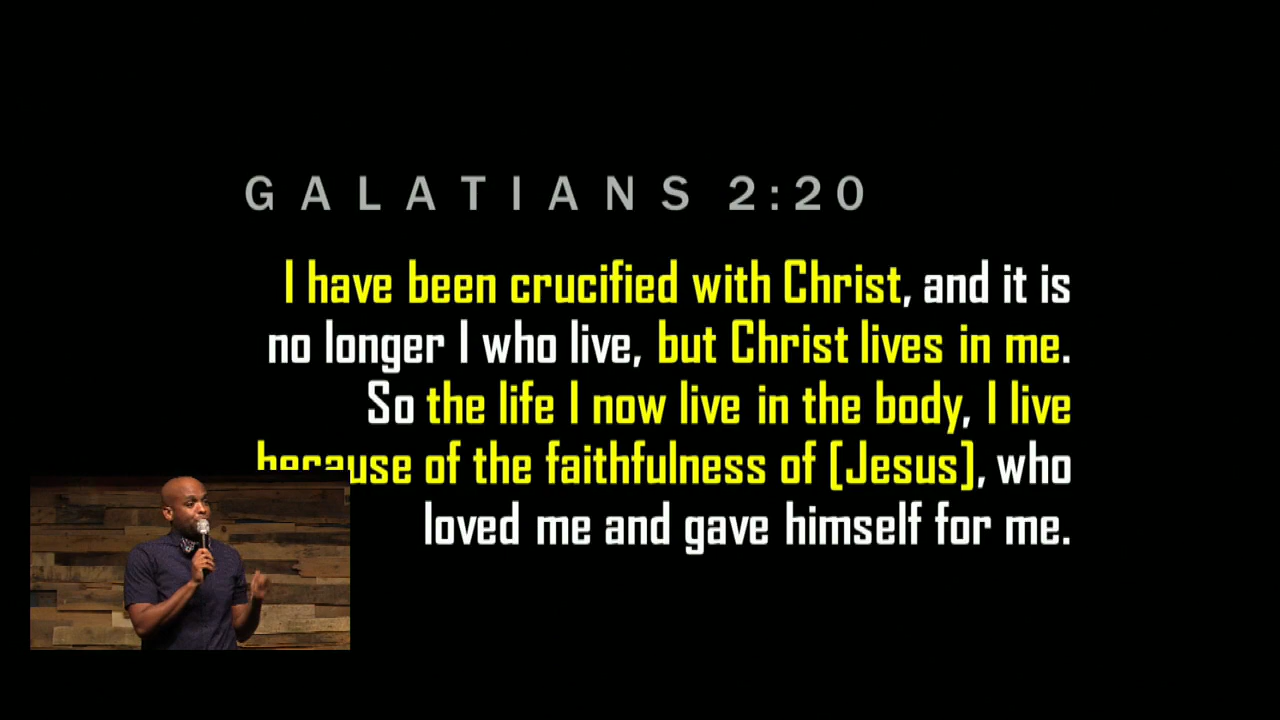 GALATIANS 2:20
I have been crucified with Christ, and it is
no longer I who live, but Christ lives in me.
So the life I now live in the body, I live
because of the faithfulness of [Jesus], who
loved me and gave himself for me.